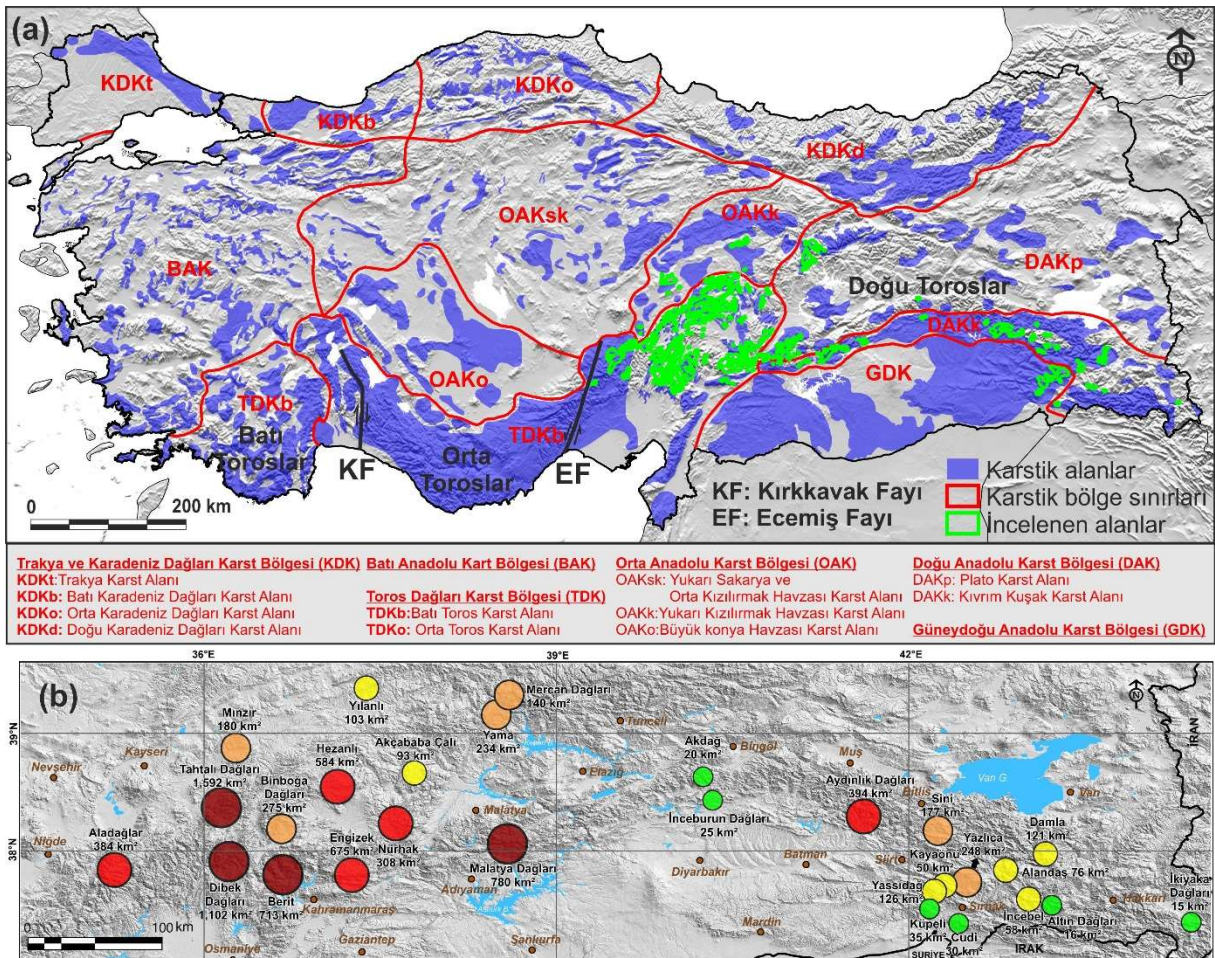 (a)
N
KDKt
KDKb
KDKo
KDKd
OAKsk
OAKk
BAK
DAKp
Doğu Toroslar
DAKk
GDK
OAKo
TDKb
Batı
Toroslar
KF
Orta
Toroslar
TDKb
EF
0 200 km
KF: Kırkkavak Fayı
EF: Ecemiş Fayı
Karstik alanlar
Karstik bölge sınırları
İncelenen alanlar
Trakya ve Karadeniz Dağları Karst Bölgesi (KDK)
KDKt:Trakya Karst Alanı
KDKb: Batı Karadeniz Dağları Karst Alanı
KDKo: Orta Karadeniz Dağları Karst Alanı
KDKd: Doğu Karadeniz Dağları Karst Alanı
Batı Anadolu Kart Bölgesi (BAK)
Toros Dağları Karst Bölgesi (TDK)
TDKb:Batı Toros Karst Alanı
TDKo: Orta Toros Karst Alanı
Orta Anadolu Karst Bölgesi (OAK)
OAKsk: Yukarı Sakarya ve
Orta Kızılırmak Havzası Karst Alanı
OAKk:Yukarı Kızılırmak Havzası Karst Alanı
OAKo:Büyük konya Havzası Karst Alanı
Doğu Anadolu Karst Bölgesi (DAK)
DAKp: Plato Karst Alanı
DAKk: Kıvrım Kuşak Karst Alanı
Güneydoğu Anadolu Karst Bölgesi (GDK)
36°E 39°E 42°E
(b)
N
39°N
38°N
39°N
38°N
Mınzır
180 km²
Yılanlı
103 km²
Mercan Dağları
140 km²
Yama
234 km²
Tunceli
Bingöl
Muş
İRAN
Kayseri
Nevşehir
Tahtalı Dağları
1,592 km²
Hezanlı
584 km²
Akçababa Çalı
93 km²
Elazığ
Akdağ
20 km²
Aydınlık Dağları
394 km²
Bitlis
Van G.
Van
Binboğa
Dağları
275 km²
Malatya
İnceburun Dağları
25 km²
Sini
177 km²
Niğde
Aladağlar
384 km²
Engizek
675 km²
Nurhak
308 km²
Malatya Dağları
780 km²
Diyarbakır
Batman
Siirt
Kayaönü
50 km²
Yazlıca
248 km²
Damla
121 km²
Alandaş 76 km²
Dibek
Dağları
1,102 km²
Berit
713 km²
Kahramanmaraş
Adıyaman
Yassıdağ
126 km²
Şırnak
İncebel
58 km²
Altın Dağları
16 km²
Hakkari
İkiyaka
Dağları
15 km²
Küpeli
35 km²
Cudi
30 km²
Osmaniye
Gaziantep
Şanlıurfa
Mardin
SURİYE
IRAK
0 100 km